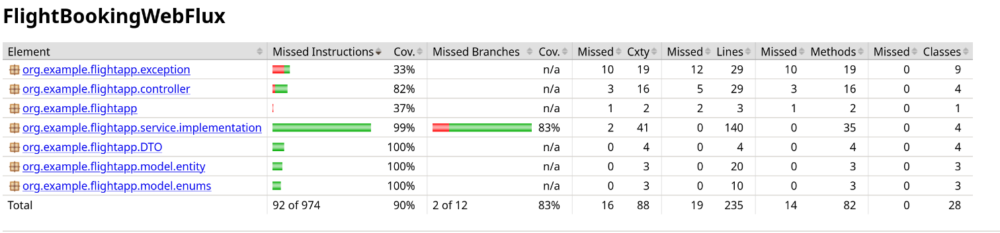 FlightBookingWebFlux
Element Missed Instructions Cov. Missed Branches Cov. Missed Cxty Missed Lines Missed Methods Missed Classes
org.example.flightapp.exception 33% n/a 10 19 12 29 10 19 0 9
org.example.flightapp.controller 82% n/a 3 16 5 29 3 16 0 4
org.example.flightapp 37% n/a 1 2 2 3 1 2 0 1
org.example.flightapp.service.implementation 99% 83% 2 41 0 140 0 35 0 4
org.example.flightapp.DTO 100% n/a 0 4 0 4 0 4 0 4
org.example.flightapp.model.entity 100% n/a 0 3 0 20 0 3 0 3
org.example.flightapp.model.enums 100% n/a 0 3 0 10 0 3 0 3
Total 92 of 974 90% 2 of 12 83% 16 88 19 235 14 82 0 28